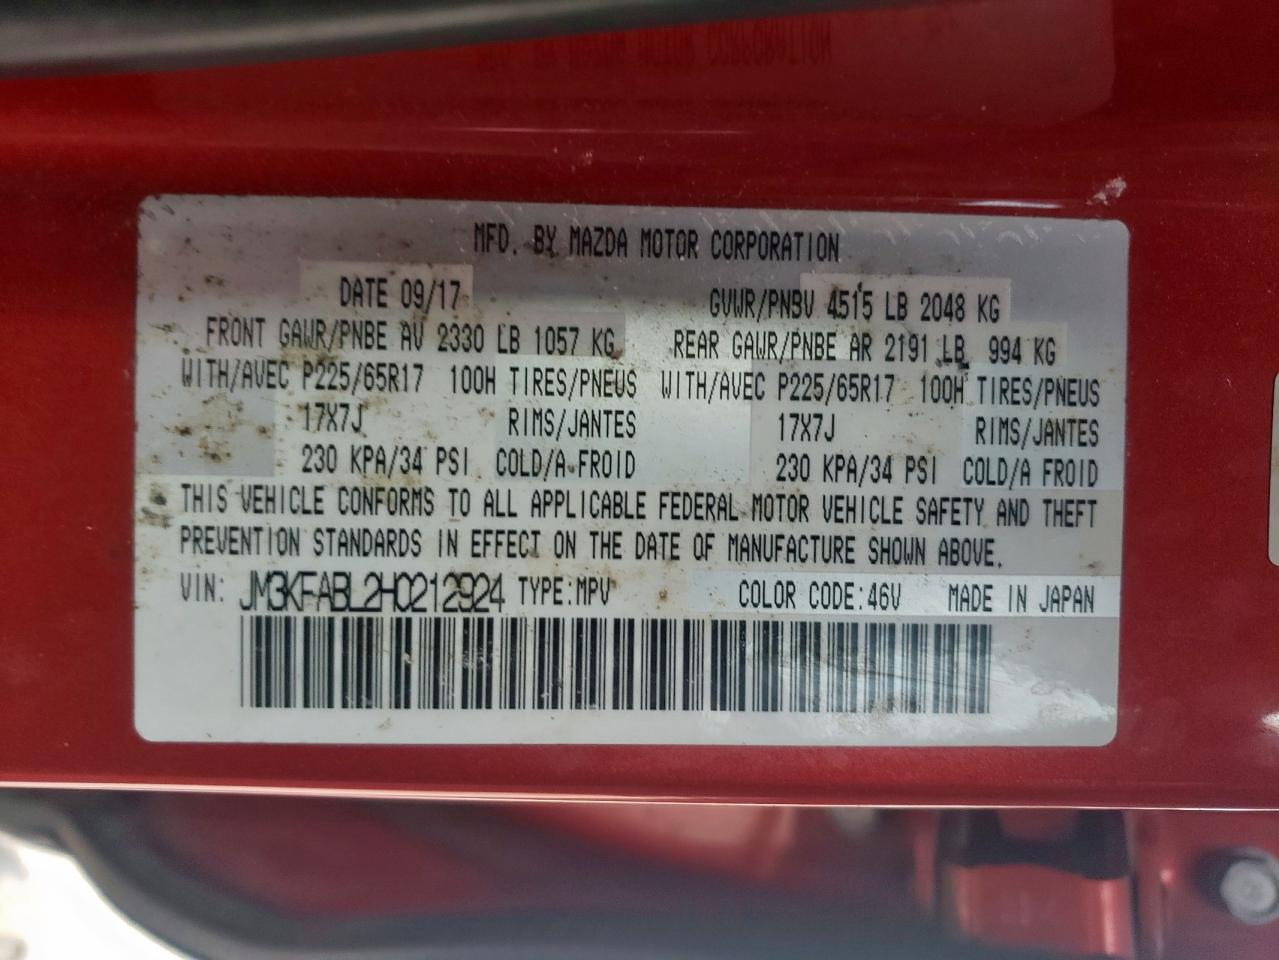 MFD. BY MAZDA MOTOR CORPORATION
DATE 09/17 GVWR/PNBV 4515 LB 2048 KG
FRONT GAWR/PNBE AV 2330 LB 1057 KG REAR GAWR/PNBE AR 2191 LB 994 KG
WITH/AVEC P225/65R17 100H TIRES/PNEUS WITH/AVEC P225/65R17 100H TIRES/PNEUS
17X7J RIMS/JANTES 17X7J RIMS/JANTES
230 KPA/34 PSI COLD/A FROID 230 KPA/34 PSI COLD/A FROID
THIS VEHICLE CONFORMS TO ALL APPLICABLE FEDERAL MOTOR VEHICLE SAFETY AND THEFT
PREVENTION STANDARDS IN EFFECT ON THE DATE OF MANUFACTURE SHOWN ABOVE.
VIN: JM3KFABL2H0212924 TYPE:MPV COLOR CODE:46V MADE IN JAPAN